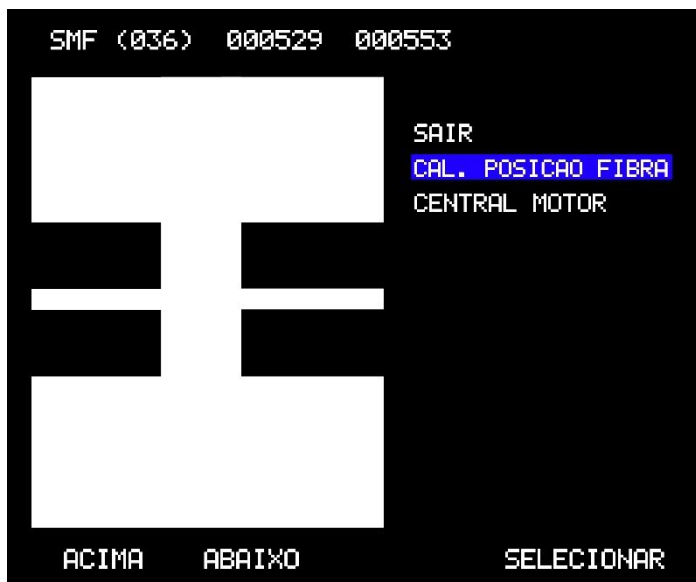 SMF (036) 000529 000553
SAIR
CAL. POSICAO FIBRA
CENTRAL MOTOR
ACIMA ABAIXO SELECIONAR